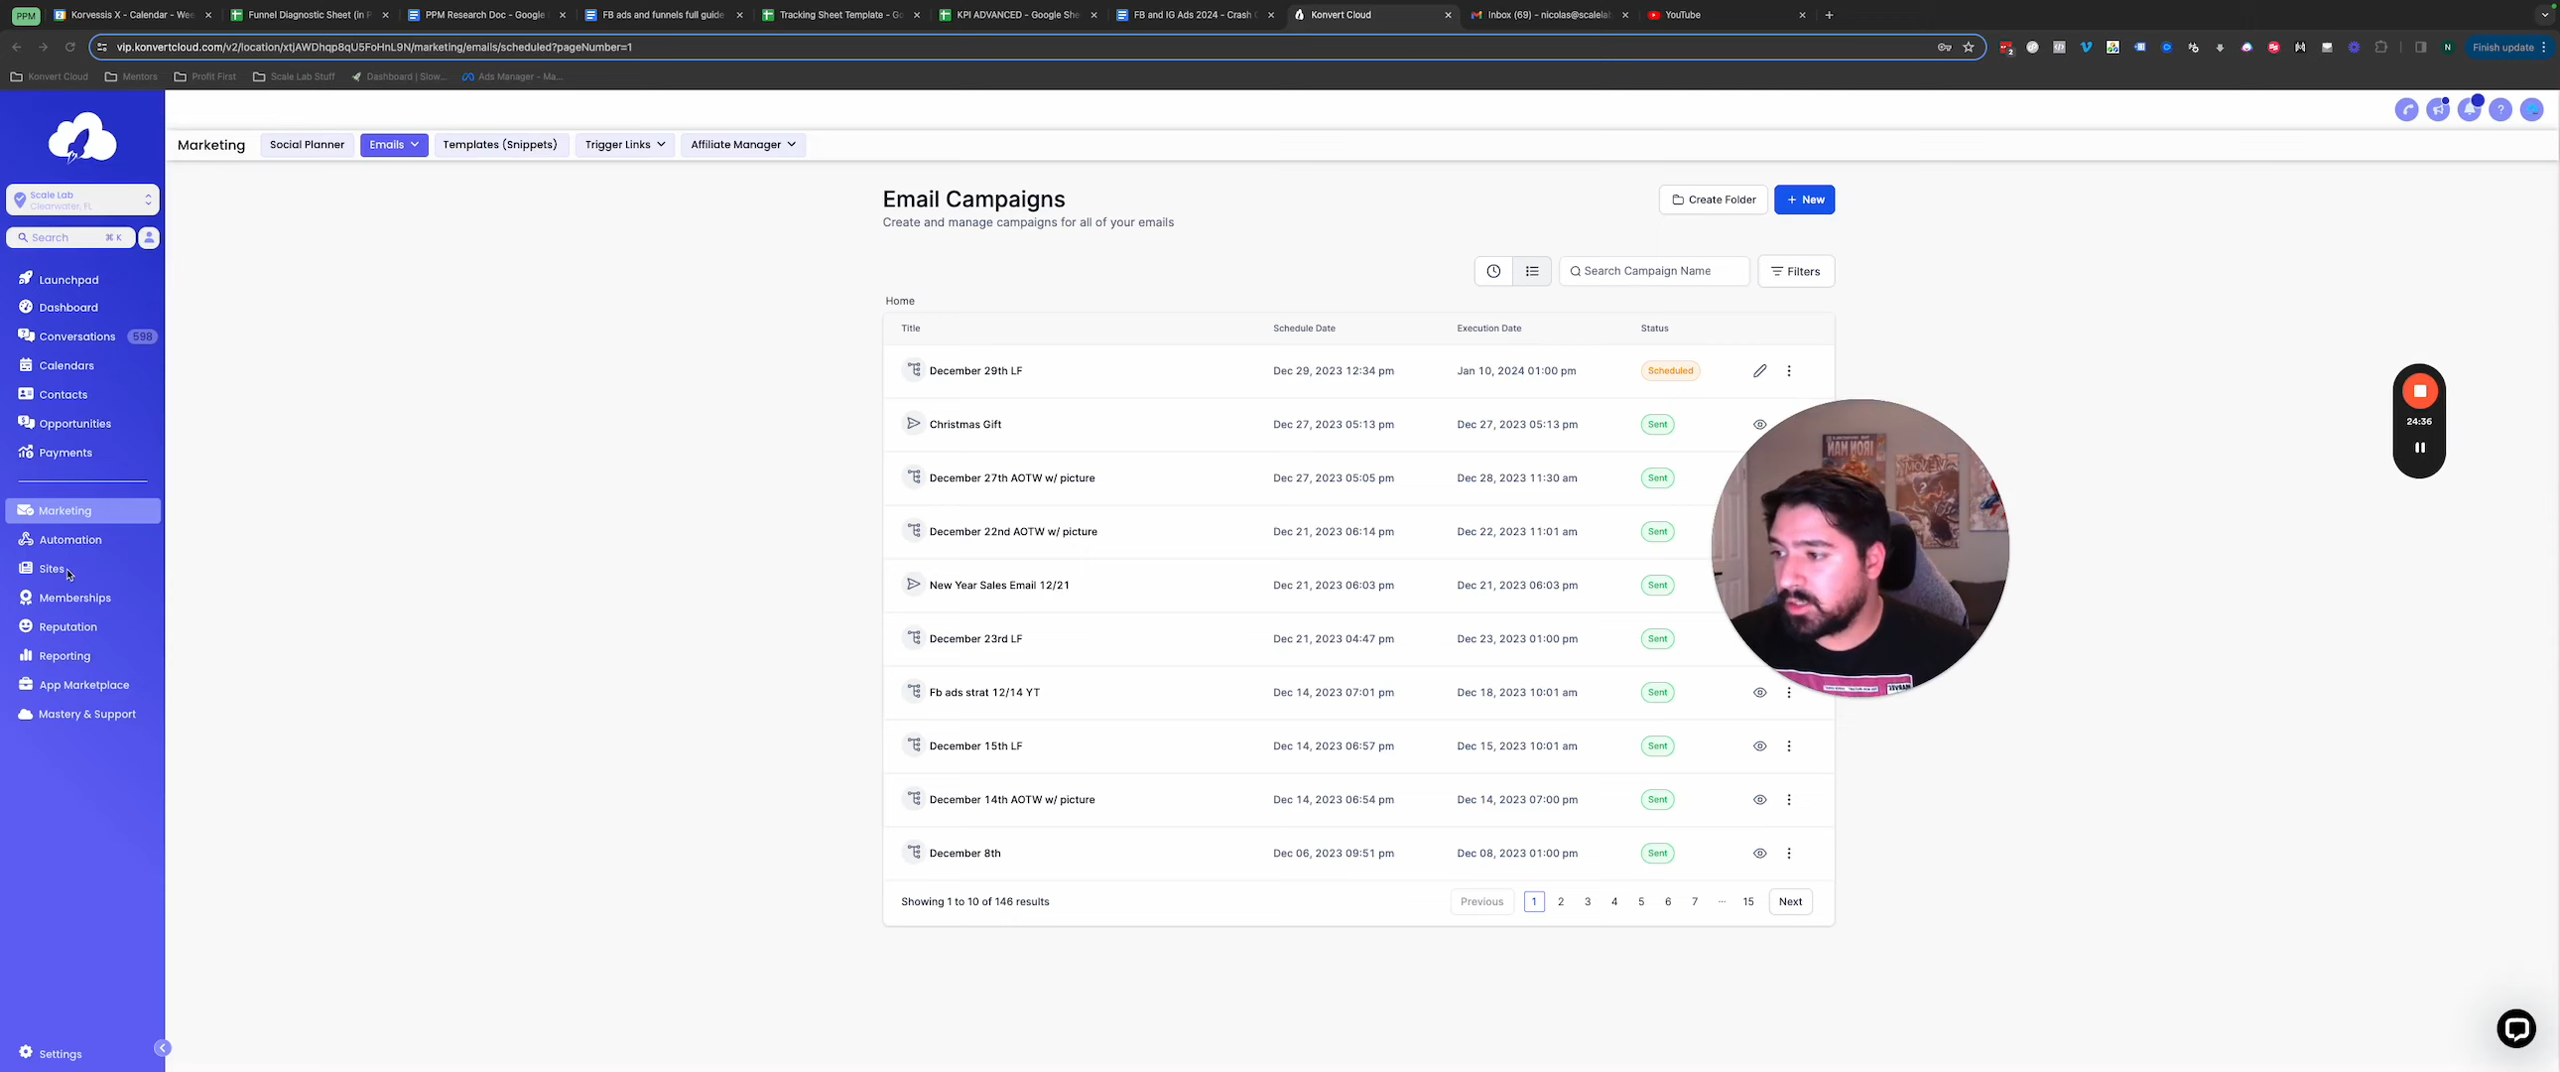 PPM
Korvessis X - Calendar - Wee
Funnel Diagnostic Sheet (in P
PPM Research Doc - Google
FB ads and funnels full guide
Tracking Sheet Template - Go
KPI ADVANCED - Google She
FB and IG Ads 2024 - Crash C
Konvert Cloud
Inbox (69) - nicolas@scalelab
YouTube
vip.konvertcloud.com/v2/location/xtjAWDhqp8qU5FoHnL9N/marketing/emails/scheduled?pageNumber=1
N
Finish update
Konvert Cloud
Mentors
Profit First
Scale Lab Stuff
Dashboard | Slow...
Ads Manager - Ma...
Marketing
Social Planner
Emails
Templates (Snippets)
Trigger Links
Affiliate Manager
?
Scale Lab
Clearwater, FL
Search ⌘ K
Launchpad
Dashboard
Conversations 598
Calendars
Contacts
Opportunities
Payments
Marketing
Automation
Sites
Memberships
Reputation
Reporting
App Marketplace
Mastery & Support
Settings
Email Campaigns
Create and manage campaigns for all of your emails
Create Folder
+ New
Search Campaign Name
Filters
Home
Title Schedule Date Execution Date Status
December 29th LF Dec 29, 2023 12:34 pm Jan 10, 2024 01:00 pm Scheduled
Christmas Gift Dec 27, 2023 05:13 pm Dec 27, 2023 05:13 pm Sent
December 27th AOTW w/ picture Dec 27, 2023 05:05 pm Dec 28, 2023 11:30 am Sent
December 22nd AOTW w/ picture Dec 21, 2023 06:14 pm Dec 22, 2023 11:01 am Sent
New Year Sales Email 12/21 Dec 21, 2023 06:03 pm Dec 21, 2023 06:03 pm Sent
December 23rd LF Dec 21, 2023 04:47 pm Dec 23, 2023 01:00 pm Sent
Fb ads strat 12/14 YT Dec 14, 2023 07:01 pm Dec 18, 2023 10:01 am Sent
December 15th LF Dec 14, 2023 06:57 pm Dec 15, 2023 10:01 am Sent
December 14th AOTW w/ picture Dec 14, 2023 06:54 pm Dec 14, 2023 07:00 pm Sent
December 8th Dec 06, 2023 09:51 pm Dec 08, 2023 01:00 pm Sent
Showing 1 to 10 of 146 results
Previous 1 2 3 4 5 6 7 ... 15 Next
24:36
IRON MAN